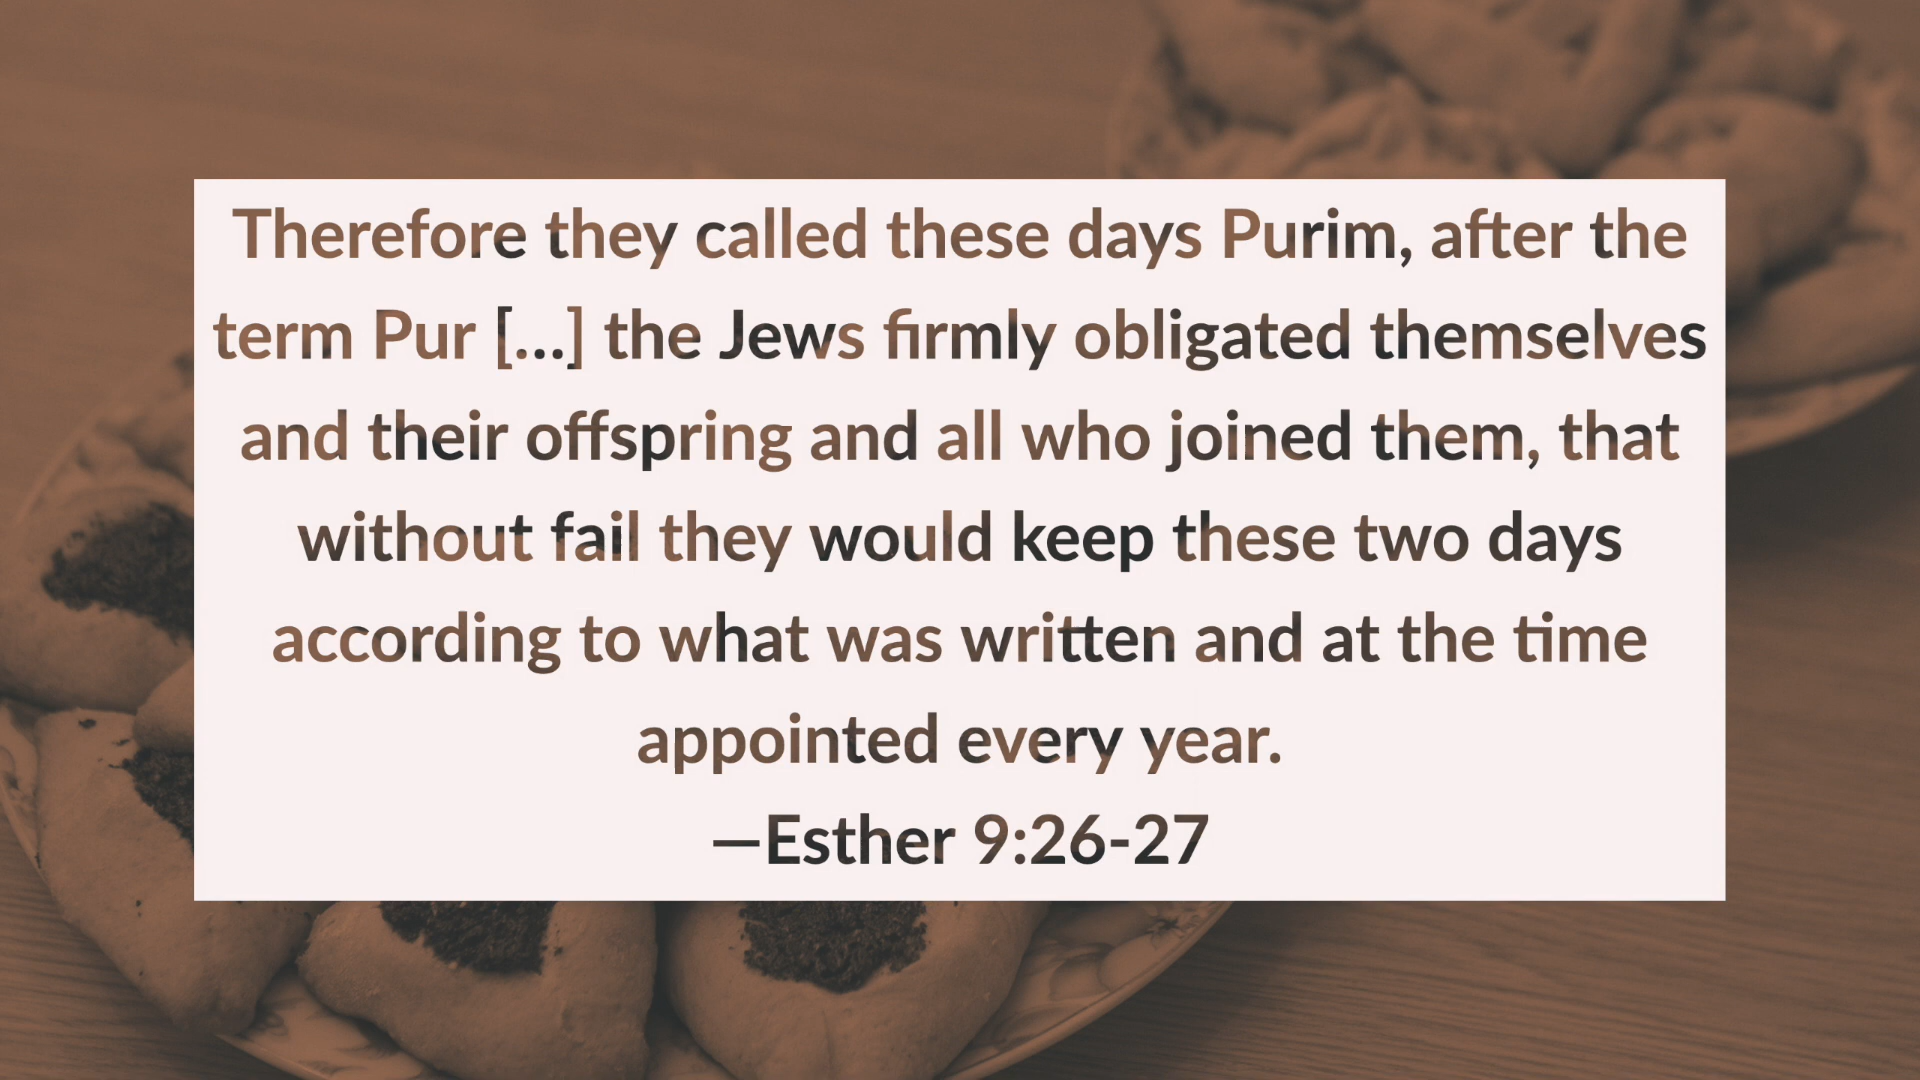 Therefore they called these days Purim, after the
term Pur [...] the Jews firmly obligated themselves
and their offspring and all who joined them, that
without fail they would keep these two days
according to what was written and at the time
appointed every year.
—Esther 9:26-27